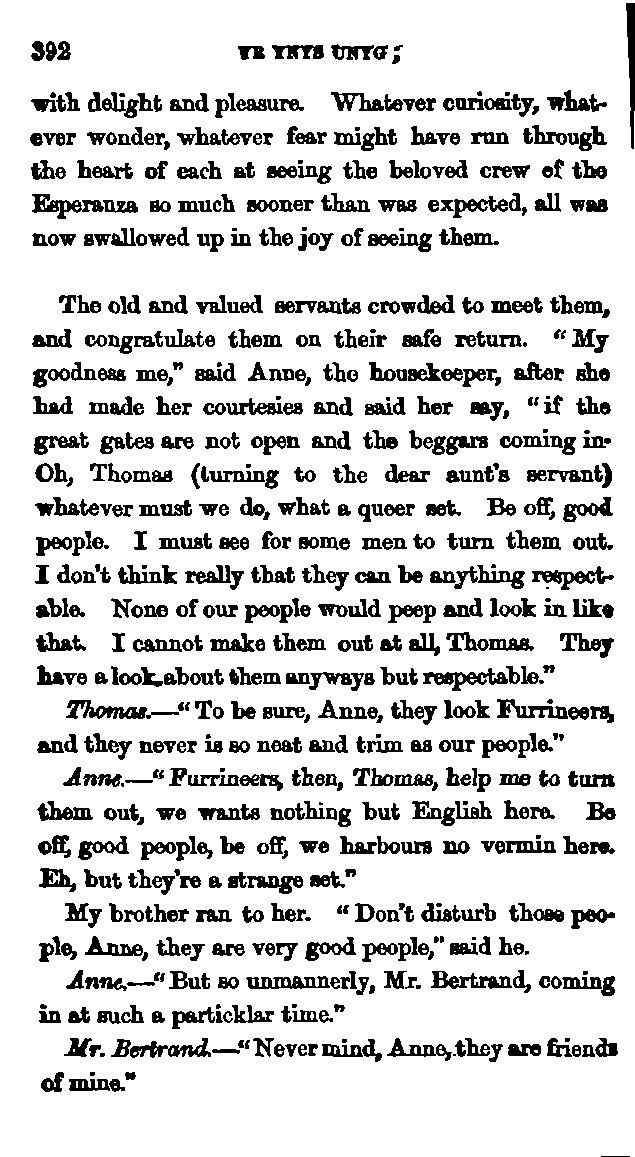 392 YR YNYS UNYG;
with delight and pleasure. Whatever curiosity, what-
ever wonder, whatever fear might have run through
the heart of each at seeing the beloved crew of the
Esperanza so much sooner than was expected, all was
now swallowed up in the joy of seeing them.
The old and valued servants crowded to meet them,
and congratulate them on their safe return. “My
goodness me,” said Anne, the housekeeper, after she
had made her courtesies and said her say, “if the
great gates are not open and the beggars coming in.
Oh, Thomas (turning to the dear aunt's servant)
whatever must we do, what a queer set. Be off, good
people. I must see for some men to turn them out.
I don't think really that they can be anything respect-
able. None of our people would peep and look in like
that. I cannot make them out at all, Thomas. They
have a look about them anyways but respectable.”
Thomas.—“To be sure, Anne, they look Furrineers,
and they never is so neat and trim as our people.”
Anne.—“Furrineers, then, Thomas, help me to turn
them out, we wants nothing but English here. Be
off, good people, be off, we harbours no vermin here.
Eh, but they're a strange set.”
My brother ran to her. “Don't disturb those peo-
ple, Anne, they are very good people,” said he.
Anne.—“But so unmannerly, Mr. Bertrand, coming
in at such a particklar time.”
Mr. Bertrand.—“Never mind, Anne, they are friends
of mine.”